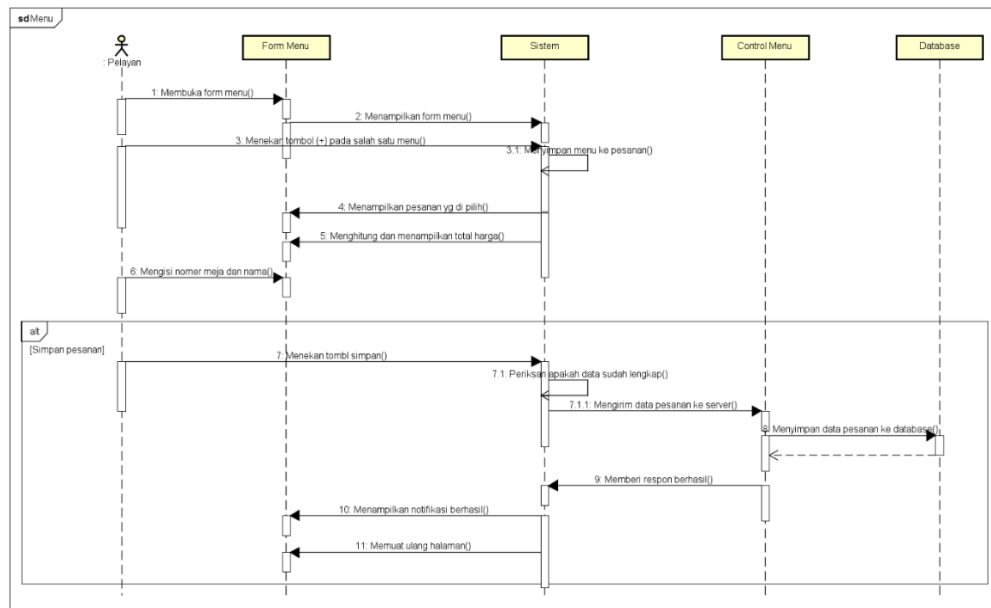 sd Menu
: Pelayan
Form Menu
Sistem
Control Menu
Database
1: Membuka form menu()
2: Menampilkan form menu()
3: Menekan tombol (+) pada salah satu menu()
3.1: Menyimpan menu ke pesanan()
4: Menampilkan pesanan yg di pilih()
5: Menghitung dan menampilkan total harga()
6: Mengisi nomer meja dan nama()
alt
[Simpan pesanan]
7: Menekan tombl simpan()
7.1: Periksan apakah data sudah lengkap()
7.1.1: Mengirim data pesanan ke server()
8: Menyimpan data pesanan ke database()
9: Memberi respon berhasil()
10: Menampilkan notifikasi berhasil()
11: Memuat ulang halaman()